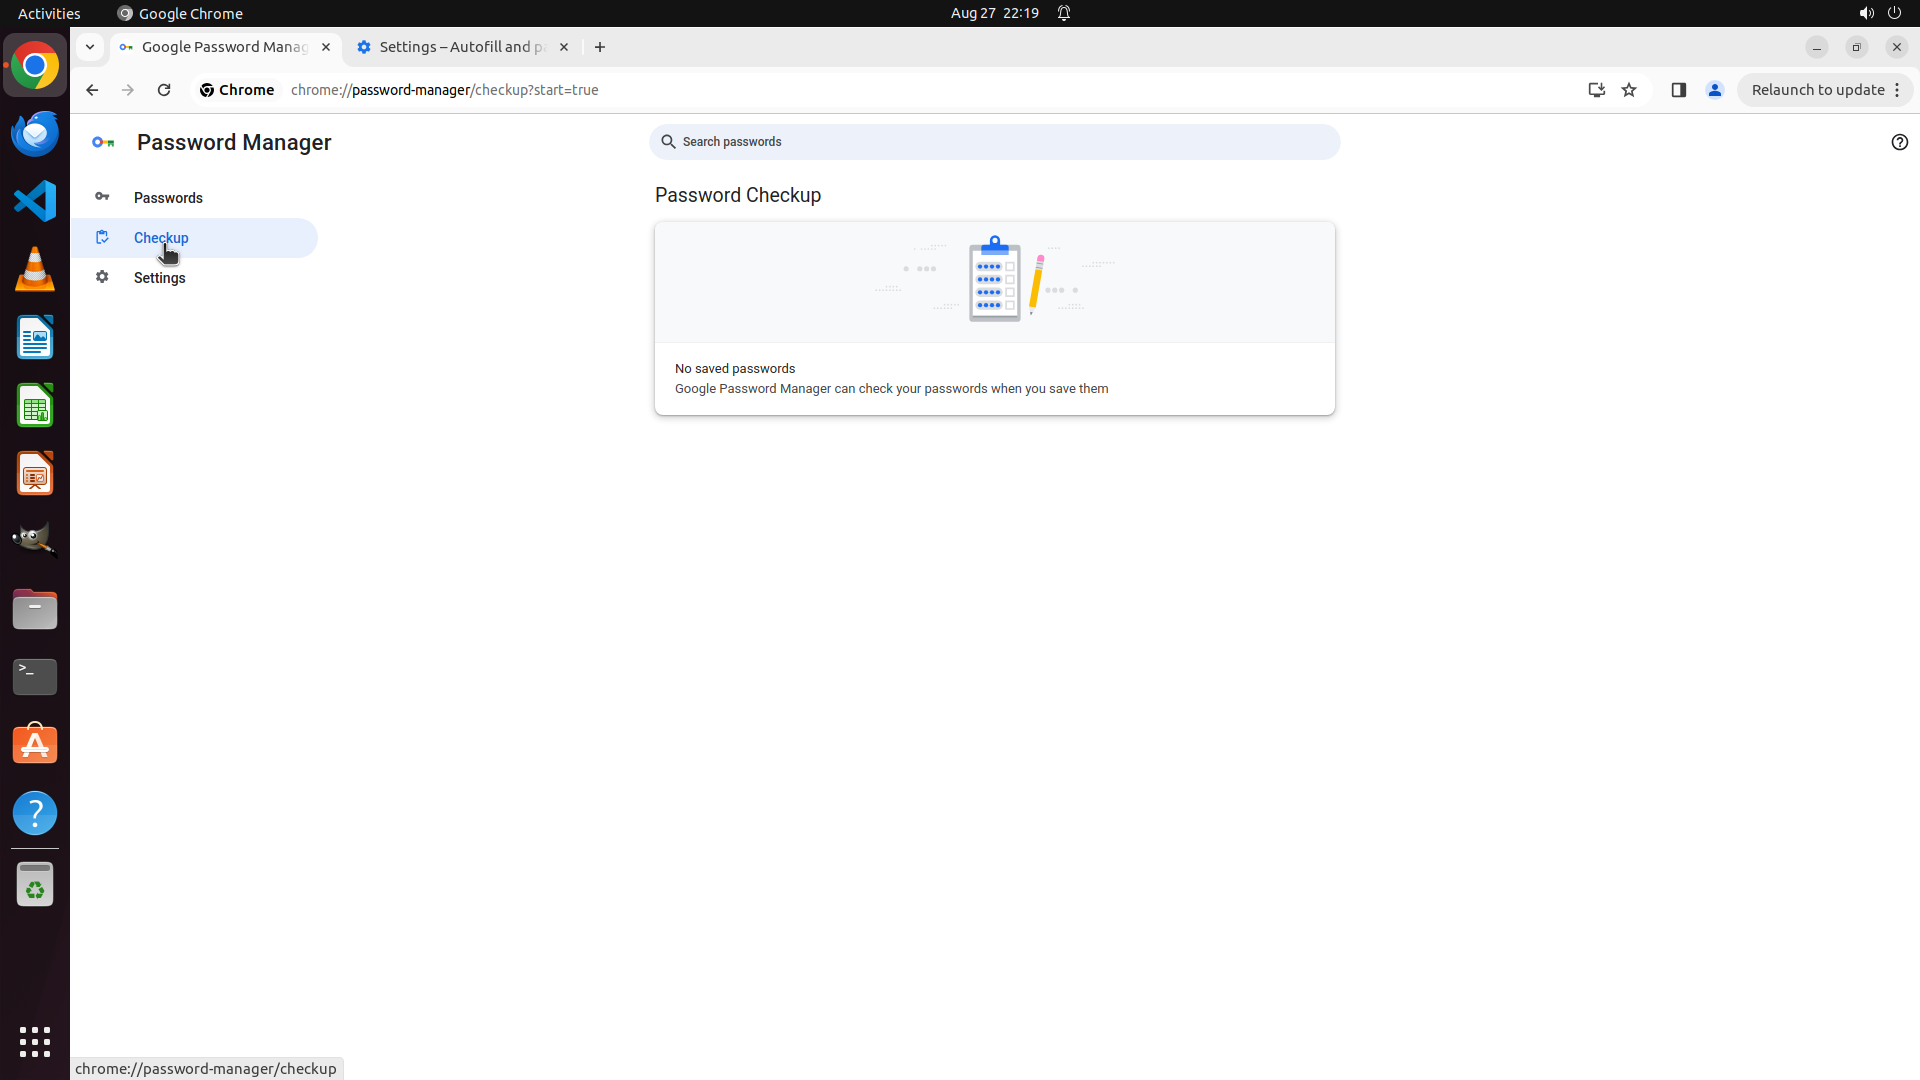 Activities
Google Chrome
Aug 27 22:19
Google Password Manag
Settings – Autofill and p
Chrome
chrome://password-manager/checkup?start=true
Relaunch to update
Password Manager
Search passwords
Passwords
Checkup
Settings
Password Checkup
No saved passwords
Google Password Manager can check your passwords when you save them
chrome://password-manager/checkup